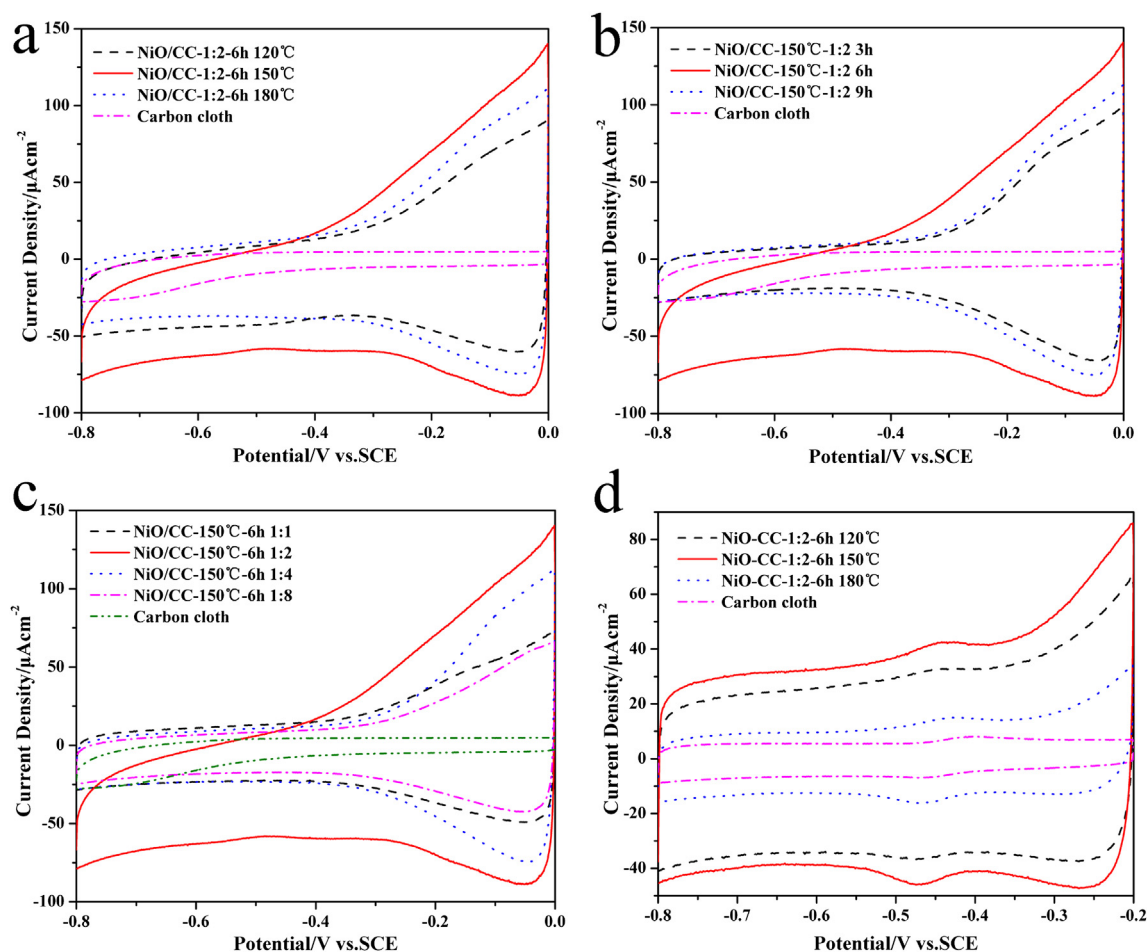 a
NiO/CC-1:2-6h 120℃
NiO/CC-1:2-6h 150℃
NiO/CC-1:2-6h 180℃
Carbon cloth
150
100
50
0
-50
-100
Current Density/μAcm⁻²
-0.8
-0.6
-0.4
-0.2
0.0
Potential/V vs.SCE
b
NiO/CC-150℃-1:2 3h
NiO/CC-150℃-1:2 6h
NiO/CC-150℃-1:2 9h
Carbon cloth
150
100
50
0
-50
-100
Current Density/μAcm⁻²
-0.8
-0.6
-0.4
-0.2
0.0
Potential/V vs.SCE
c
NiO/CC-150℃-6h 1:1
NiO/CC-150℃-6h 1:2
NiO/CC-150℃-6h 1:4
NiO/CC-150℃-6h 1:8
Carbon cloth
150
100
50
0
-50
-100
Current Density/μAcm⁻²
-0.8
-0.6
-0.4
-0.2
0.0
Potential/V vs.SCE
d
NiO-CC-1:2-6h 120℃
NiO-CC-1:2-6h 150℃
NiO-CC-1:2-6h 180℃
Carbon cloth
80
60
40
20
0
-20
-40
Current Density/μAcm⁻²
-0.8
-0.7
-0.6
-0.5
-0.4
-0.3
-0.2
Potential/V vs.SCE